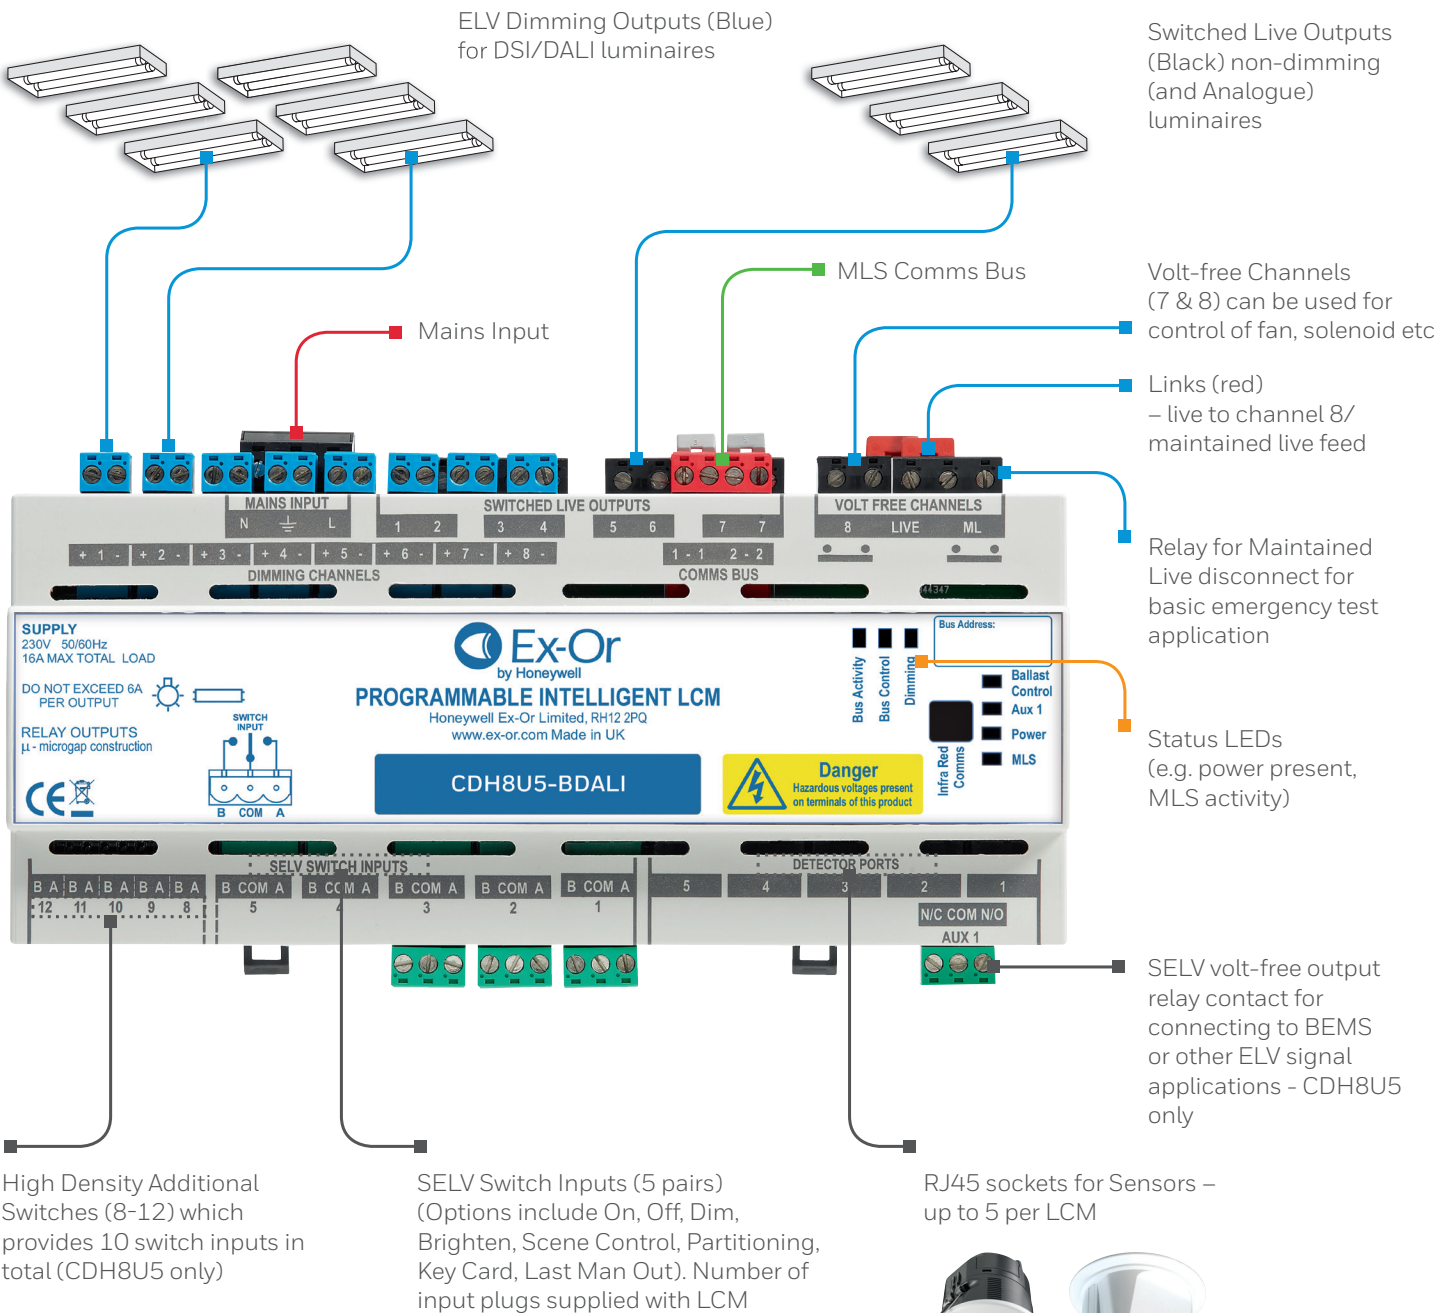 ELV Dimming Outputs (Blue)
for DSI/DALI luminaires
Switched Live Outputs
(Black) non-dimming
(and Analogue)
luminaires
MLS Comms Bus
Mains Input
Volt-free Channels
(7 & 8) can be used for
control of fan, solenoid etc
Links (red)
– live to channel 8/
maintained live feed
Relay for Maintained
Live disconnect for
basic emergency test
application
Status LEDs
(e.g. power present,
MLS activity)
MAINS INPUT
N L
SWITCHED LIVE OUTPUTS
1 2 3 4 5 6 7 7
VOLT FREE CHANNELS
8 LIVE ML
+ 1 - + 2 - + 3 - + 4 - + 5 - + 6 - + 7 - + 8 -
1 - 1 2 - 2
DIMMING CHANNELS
COMMS BUS
44347
SUPPLY
230V 50/60Hz
16A MAX TOTAL LOAD
DO NOT EXCEED 6A
PER OUTPUT
RELAY OUTPUTS
μ - microgap construction
CE
SWITCH
INPUT
B COM A
Ex-Or
by Honeywell
PROGRAMMABLE INTELLIGENT LCM
Honeywell Ex-Or Limited, RH12 2PQ
www.ex-or.com Made in UK
CDH8U5-BDALI
Danger
Hazardous voltages present
on terminals of this product
Bus Activity
Bus Control
Dimming
Bus Address:
Infra Red
Comms
Ballast
Control
Aux 1
Power
MLS
SELV SWITCH INPUTS
DETECTOR PORTS
B A B A B A B A B A B COM A B COM A B COM A B COM A B COM A
12 11 10 9 8 5 4 3 2 1
5 4 3 2 1
N/C COM N/O
AUX 1
SELV volt-free output
relay contact for
connecting to BEMS
or other ELV signal
applications - CDH8U5
only
High Density Additional
Switches (8-12) which
provides 10 switch inputs in
total (CDH8U5 only)
SELV Switch Inputs (5 pairs)
(Options include On, Off, Dim,
Brighten, Scene Control, Partitioning,
Key Card, Last Man Out). Number of
input plugs supplied with LCM
RJ45 sockets for Sensors –
up to 5 per LCM